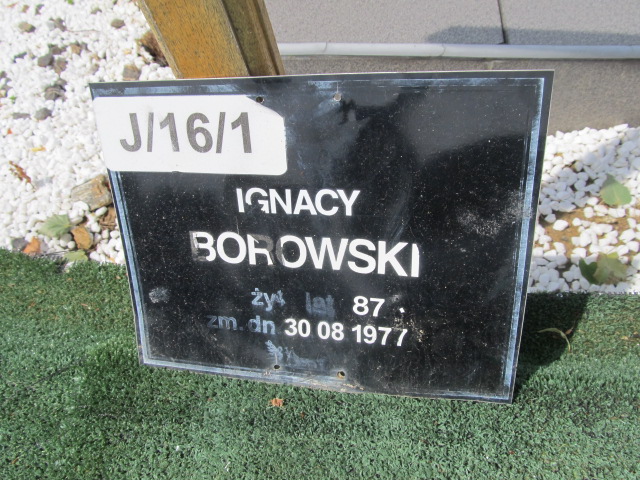 J/16/1
IGNACY
BOROWSKI
żył lat 87
zm. dn 30 08 1977